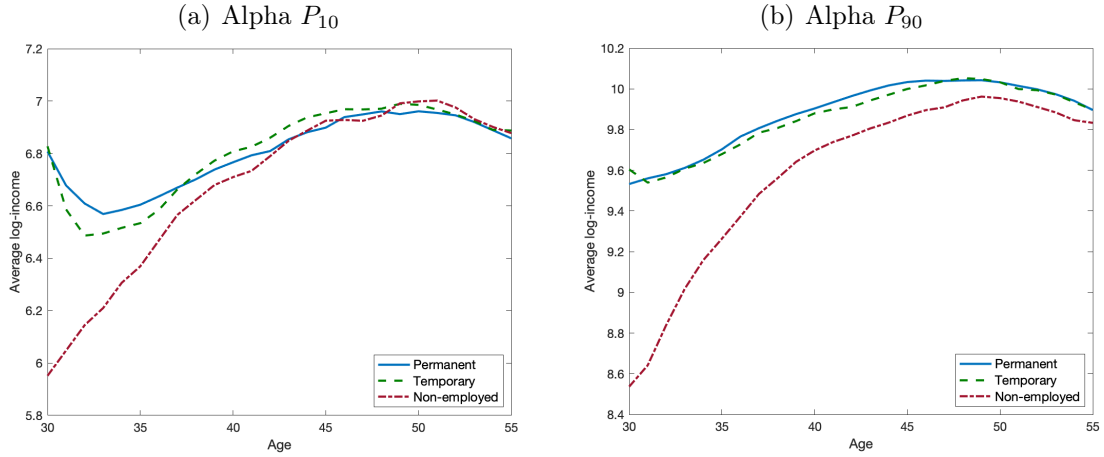 (a) Alpha P₁₀
7.2
7
6.8
6.6
6.4
6.2
6
5.8
Average log-income
30 35 40 45 50 55
Age
Permanent
Temporary
Non-employed
(b) Alpha P₉₀
10.2
10
9.8
9.6
9.4
9.2
9
8.8
8.6
8.4
Average log-income
30 35 40 45 50 55
Age
Permanent
Temporary
Non-employed